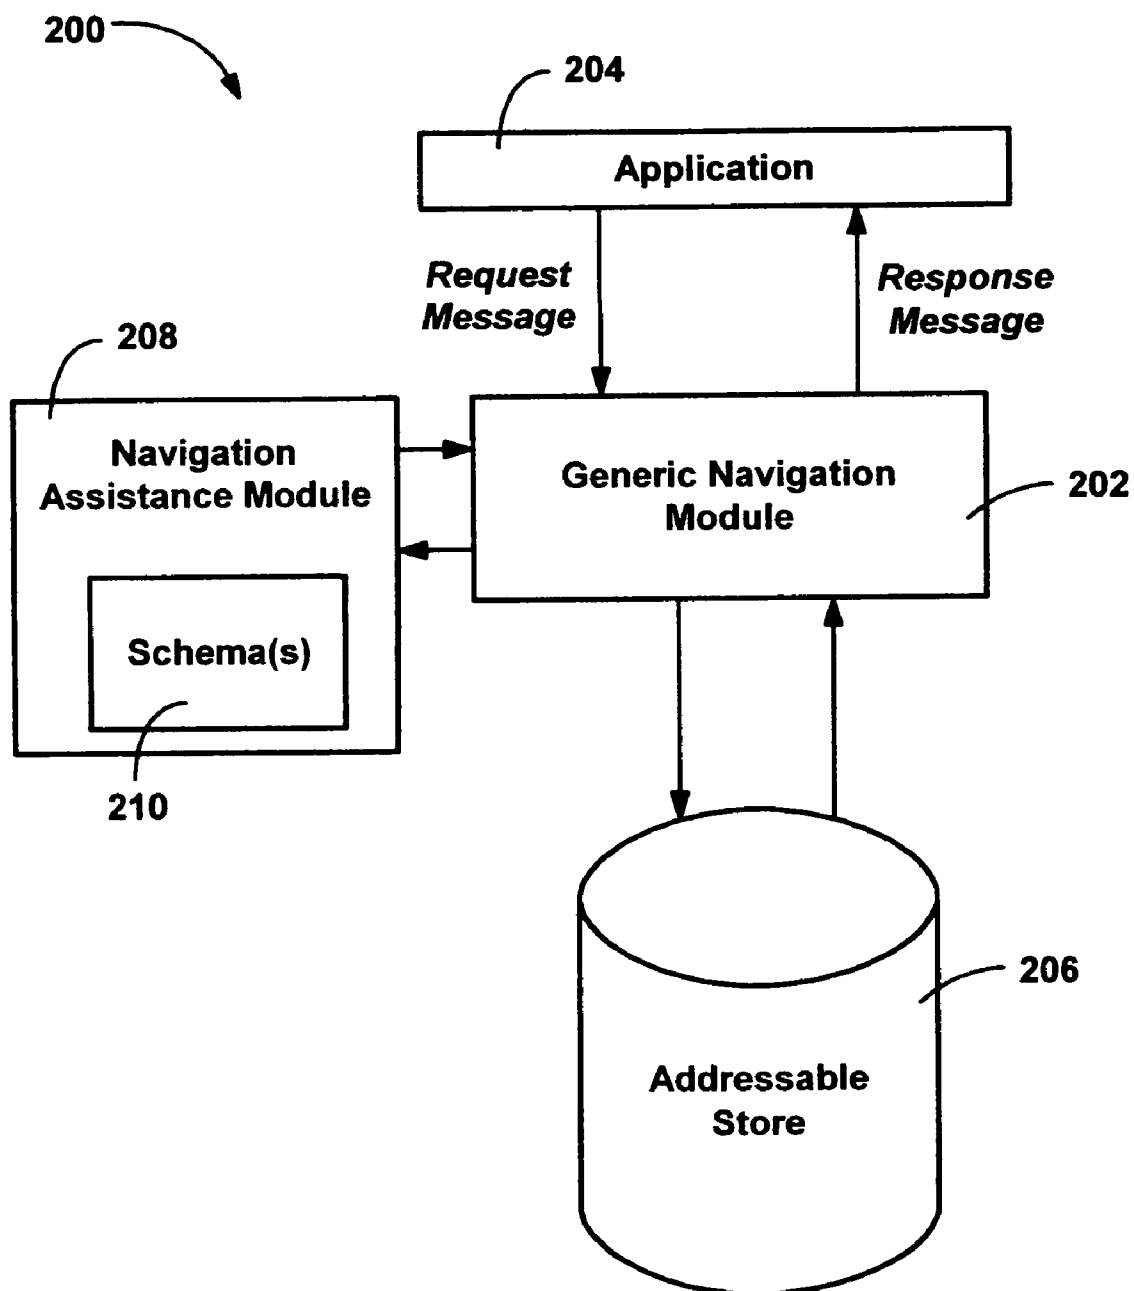 200
204
Application
Request
Message
Response
Message
208
Navigation
Assistance Module
Generic Navigation
Module
202
Schema(s)
210
206
Addressable
Store